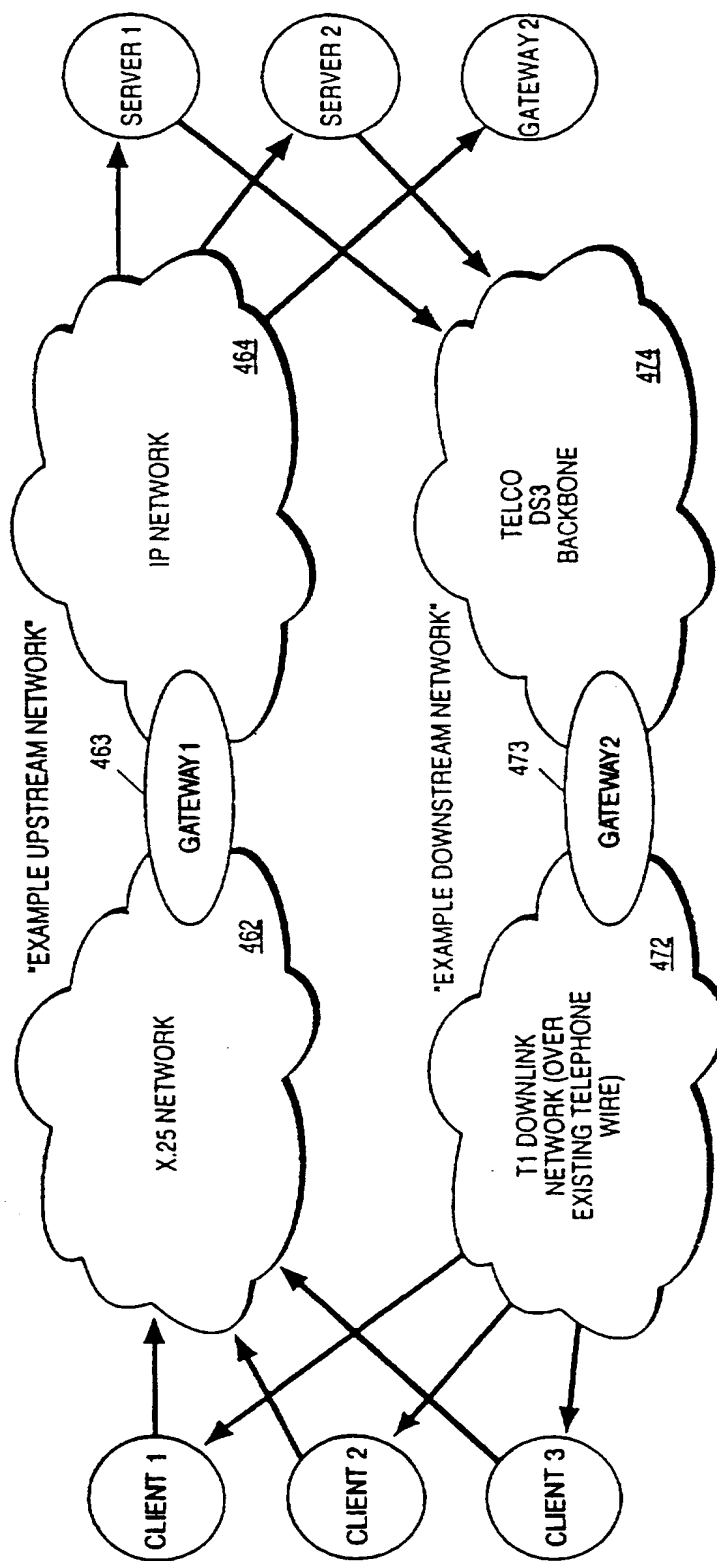 "EXAMPLE UPSTREAM NETWORK"
CLIENT 1
CLIENT 2
CLIENT 3
X.25 NETWORK
462
463
GATEWAY 1
IP NETWORK
464
SERVER 1
SERVER 2
GATEWAY 2
"EXAMPLE DOWNSTREAM NETWORK"
T1 DOWNLINK
NETWORK (OVER
EXISTING TELEPHONE
WIRE)
472
473
GATEWAY2
TELCO
DS3
BACKBONE
474